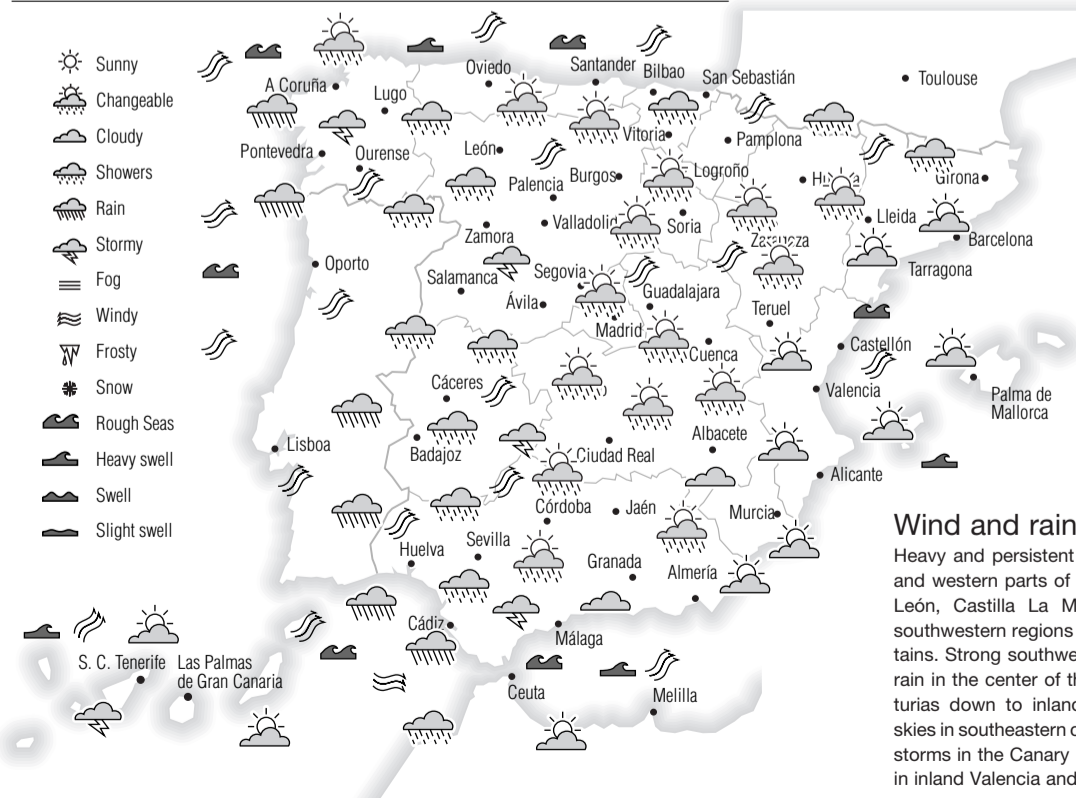 Sunny
Changeable
Cloudy
Showers
Rain
Stormy
Fog
Windy
Frosty
Snow
Rough Seas
Heavy swell
Swell
Slight swell
A Coruña
Lugo
Oviedo
Santander
Bilbao
San Sebastián
Toulouse
Pontevedra
Ourense
León
Vitoria
Pamplona
Palencia
Burgos
Logroño
Girona
Zamora
Valladolid
Soria
Zaragoza
Lleida
Barcelona
Tarragona
Oporto
Salamanca
Segovia
Ávila
Guadalajara
Madrid
Teruel
Cuenca
Castellón
Cáceres
Valencia
Palma de
Mallorca
Lisboa
Badajoz
Ciudad Real
Albacete
Alicante
Córdoba
Jaén
Murcia
Huelva
Sevilla
Granada
Almería
Cádiz
Málaga
S. C. Tenerife
Las Palmas
de Gran Canaria
Ceuta
Melilla
Wind and rain
Heavy and persistent
and western parts of
León, Castilla La M
southwestern regions
tains. Strong southwe
rain in the center of th
turias down to inland
skies in southeastern c
storms in the Canary
in inland Valencia and